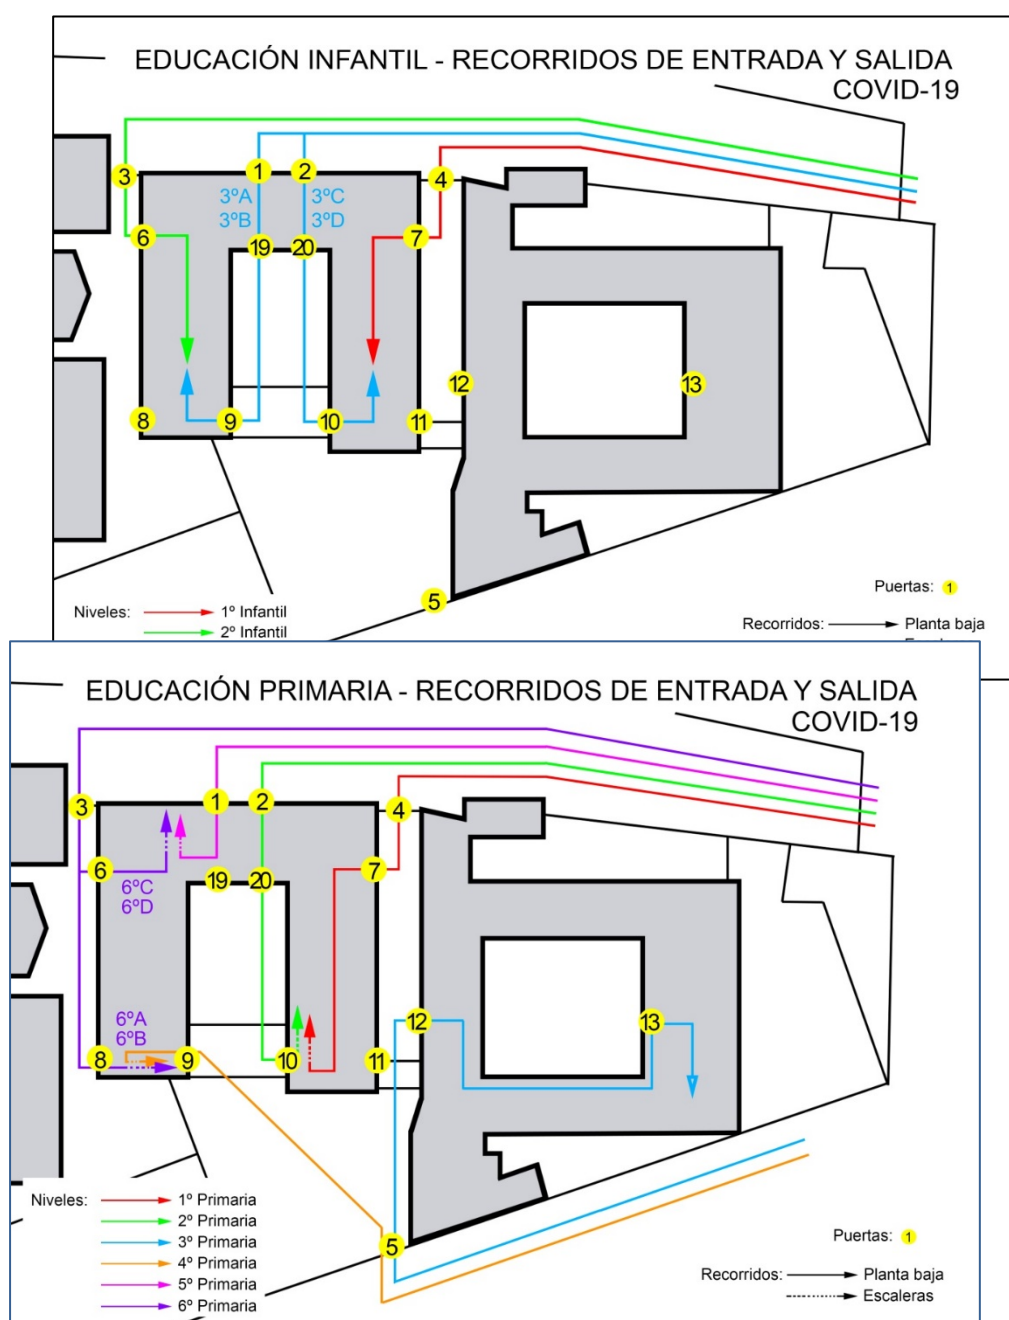 EDUCACIÓN INFANTIL - RECORRIDOS DE ENTRADA Y SALIDA
COVID-19
3
1
2
4
3ºA
3ºB
3ºC
3ºD
6
19
20
7
12
13
8
9
10
11
5
Puertas: 1
Niveles:
1º Infantil
2º Infantil
Recorridos:
Planta baja
EDUCACIÓN PRIMARIA - RECORRIDOS DE ENTRADA Y SALIDA
COVID-19
3
1
2
4
6
19
20
7
6ºC
6ºD
12
13
6ºA
6ºB
8
9
10
11
5
Niveles:
1º Primaria
2º Primaria
3º Primaria
4º Primaria
5º Primaria
6º Primaria
Puertas: 1
Recorridos:
Planta baja
Escaleras